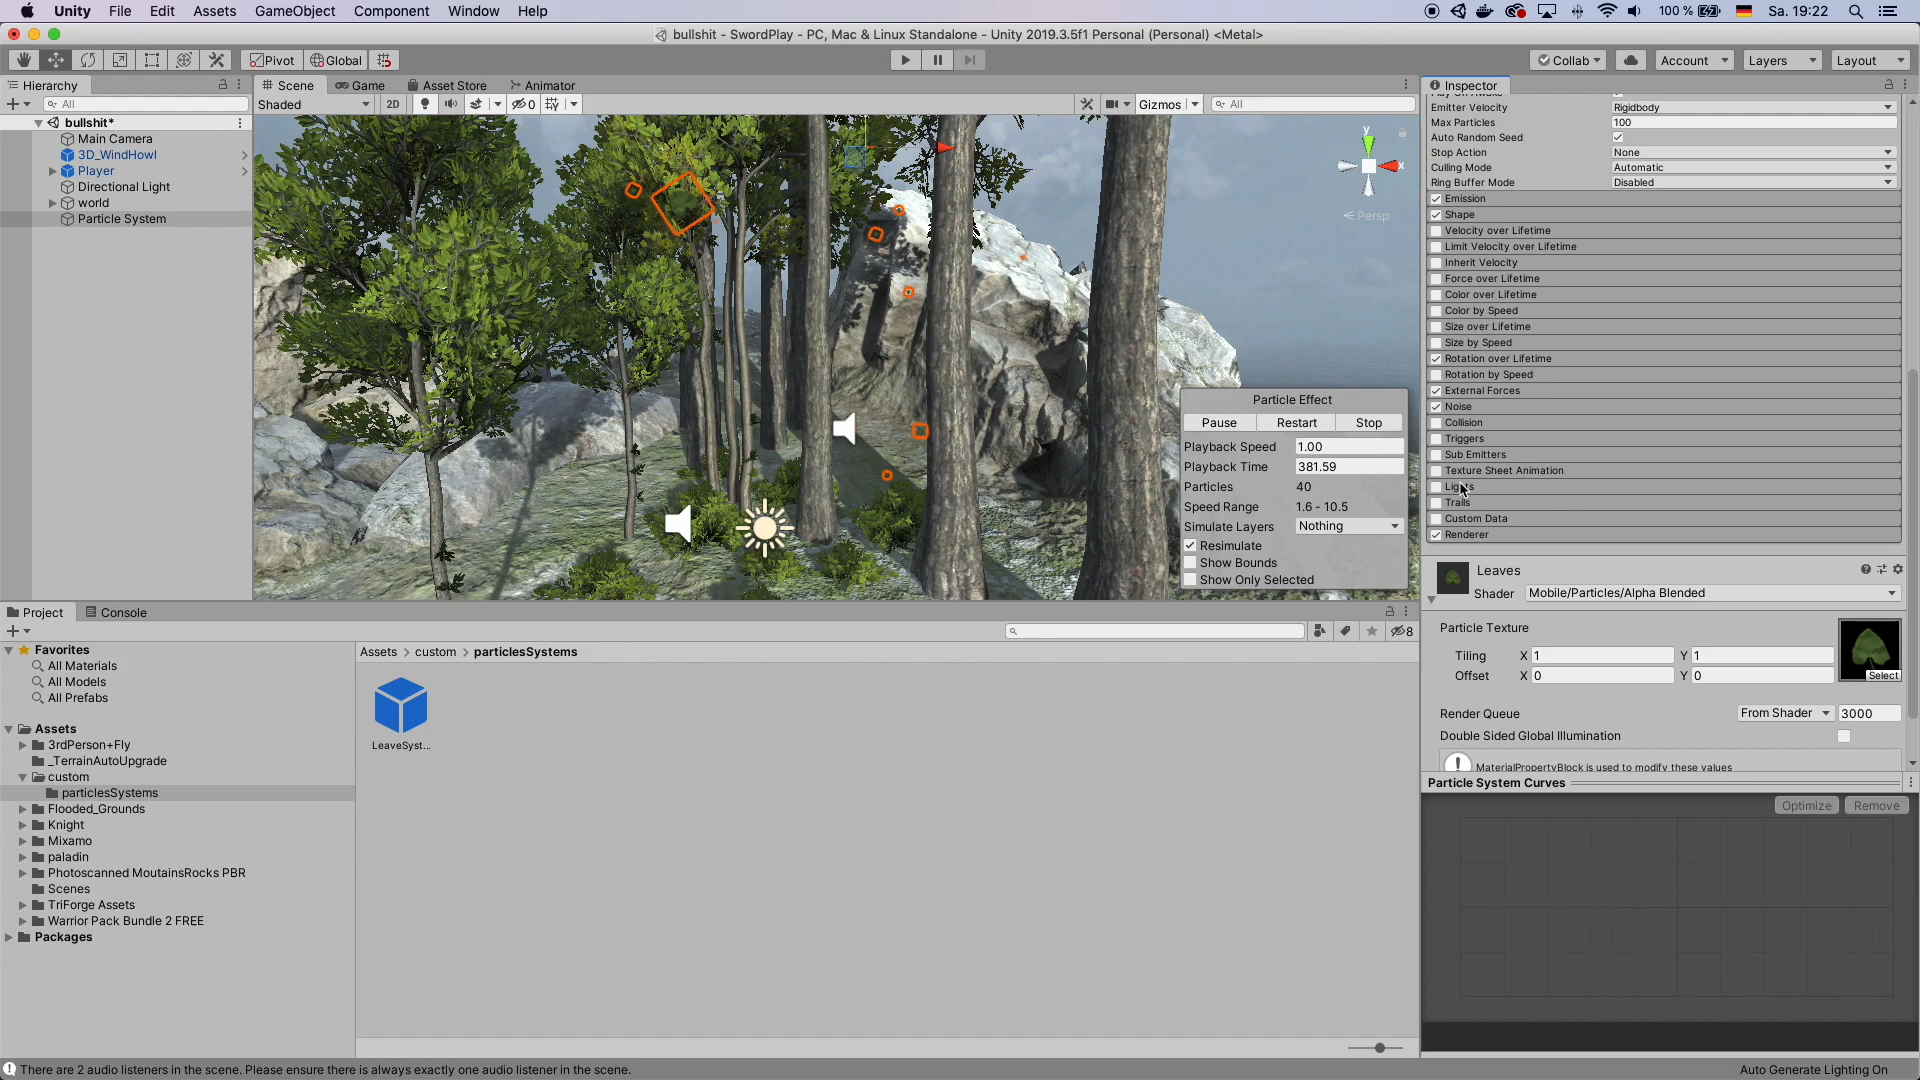 Unity File Edit Assets GameObject Component Window Help
100 % Sa. 19:22
bullshit - SwordPlay - PC, Mac & Linux Standalone - Unity 2019.3.5f1 Personal (Personal) <Metal>
Pivot Global
Collab Account Layers Layout
Hierarchy
All
bullshit*
Main Camera
3D_WindHowl
Player
Directional Light
world
Particle System
Scene Game Asset Store Animator
Shaded 2D 0 Gizmos All
y
x
Persp
Particle Effect
Pause Restart Stop
Playback Speed 1.00
Playback Time 381.59
Particles 40
Speed Range 1.6 - 10.5
Simulate Layers Nothing
Resimulate
Show Bounds
Show Only Selected
Inspector
Emitter Velocity Rigidbody
Max Particles 100
Auto Random Seed
Stop Action None
Culling Mode Automatic
Ring Buffer Mode Disabled
Emission
Shape
Velocity over Lifetime
Limit Velocity over Lifetime
Inherit Velocity
Force over Lifetime
Color over Lifetime
Color by Speed
Size over Lifetime
Size by Speed
Rotation over Lifetime
Rotation by Speed
External Forces
Noise
Collision
Triggers
Sub Emitters
Texture Sheet Animation
Lights
Trails
Custom Data
Renderer
Leaves
Shader Mobile/Particles/Alpha Blended
Particle Texture
Tiling X 1 Y 1
Offset X 0 Y 0
Select
Render Queue From Shader 3000
Double Sided Global Illumination
MaterialPropertyBlock is used to modify these values
Particle System Curves
Optimize Remove
Project Console
8
Favorites
All Materials
All Models
All Prefabs
Assets
3rdPerson+Fly
_TerrainAutoUpgrade
custom
particlesSystems
Flooded_Grounds
Knight
Mixamo
paladin
Photoscanned MoutainsRocks PBR
Scenes
TriForge Assets
Warrior Pack Bundle 2 FREE
Packages
Assets > custom > particlesSystems
LeaveSyst...
There are 2 audio listeners in the scene. Please ensure there is always exactly one audio listener in the scene.
Auto Generate Lighting On